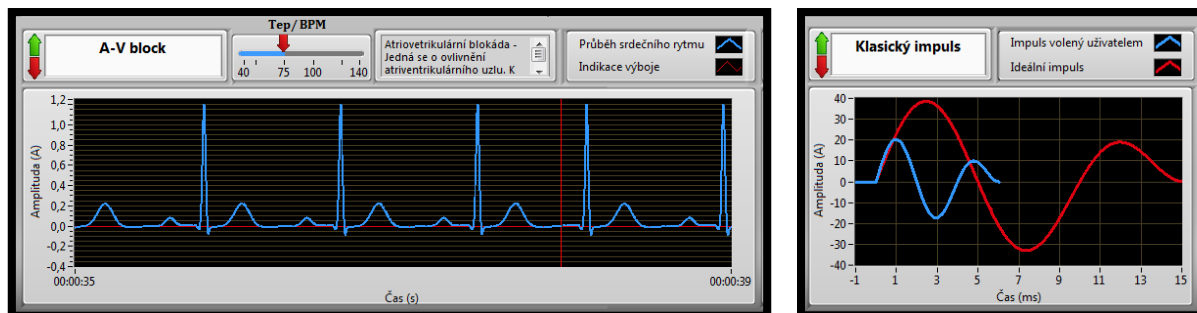 Tep/BPM
A-V block
40 75 100 140
Atriovetrikulární blokáda -
Jedná se o ovlivnění
atriventrikulárního uzlu. K
Průběh srdečního rytmu
Indikace výboje
Amplituda (A)
1,2
1,0
0,8
0,6
0,4
0,2
0,0
-0,2
-0,4
00:00:35 00:00:39
Čas (s)
Klasický impuls
Impuls volený uživatelem
Ideální impuls
Amplituda (A)
40
30
20
10
0
-10
-20
-30
-40
-1 1 3 5 7 9 11 13 15
Čas (ms)